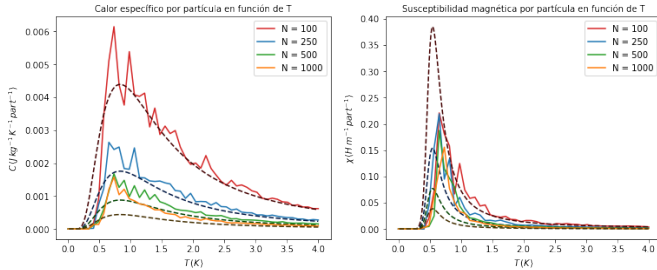 Calor específico por partícula en función de T
C (J kg⁻¹ K⁻¹ part⁻¹)
0.006
0.005
0.004
0.003
0.002
0.001
0.000
N = 100
N = 250
N = 500
N = 1000
0.0 0.5 1.0 1.5 2.0 2.5 3.0 3.5 4.0
T (K)
Susceptibilidad magnética por partícula en función de T
χ (H m⁻¹ part⁻¹)
0.40
0.35
0.30
0.25
0.20
0.15
0.10
0.05
0.00
N = 100
N = 250
N = 500
N = 1000
0.0 0.5 1.0 1.5 2.0 2.5 3.0 3.5 4.0
T (K)